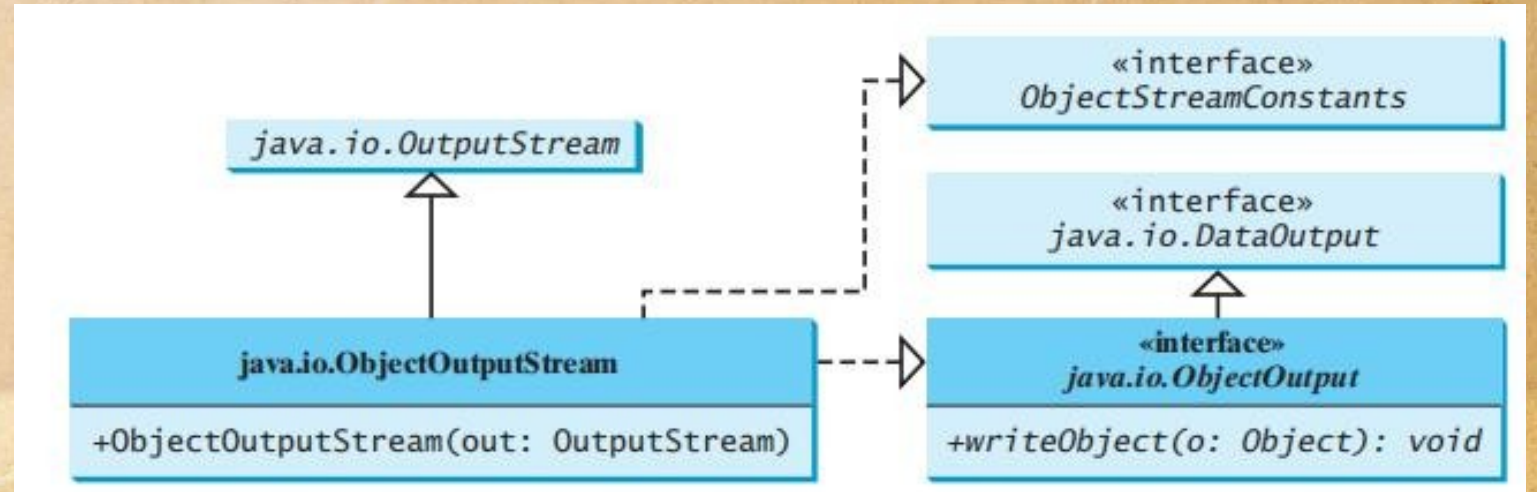 «interface»
ObjectStreamConstants
java.io.OutputStream
«interface»
java.io.DataOutput
java.io.ObjectOutputStream
+ObjectOutputStream(out: OutputStream)
«interface»
java.io.ObjectOutput
+writeObject(o: Object): void